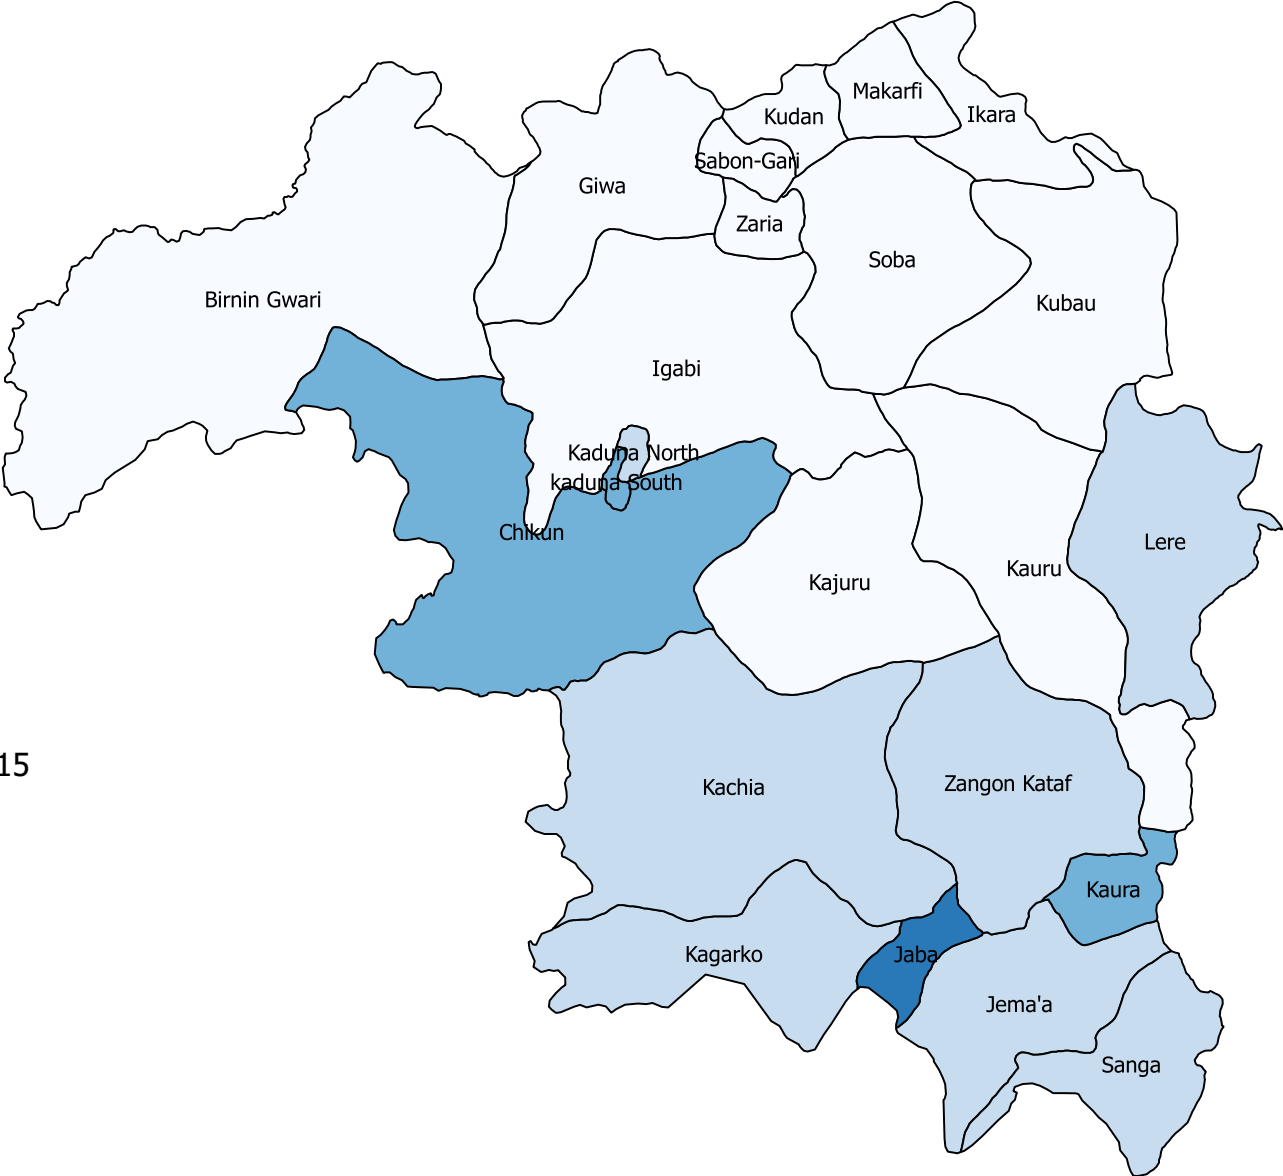 Makarfi
Ikara
Kudan
Sabon-Gari
Giwa
Zaria
Soba
Birnin Gwari
Kubau
Igabi
Kaduna North
kaduna South
Chikun
Lere
Kauru
Kajuru
15
Kachia
Zangon Kataf
Kaura
Kagarko
Jaba
Jema'a
Sanga